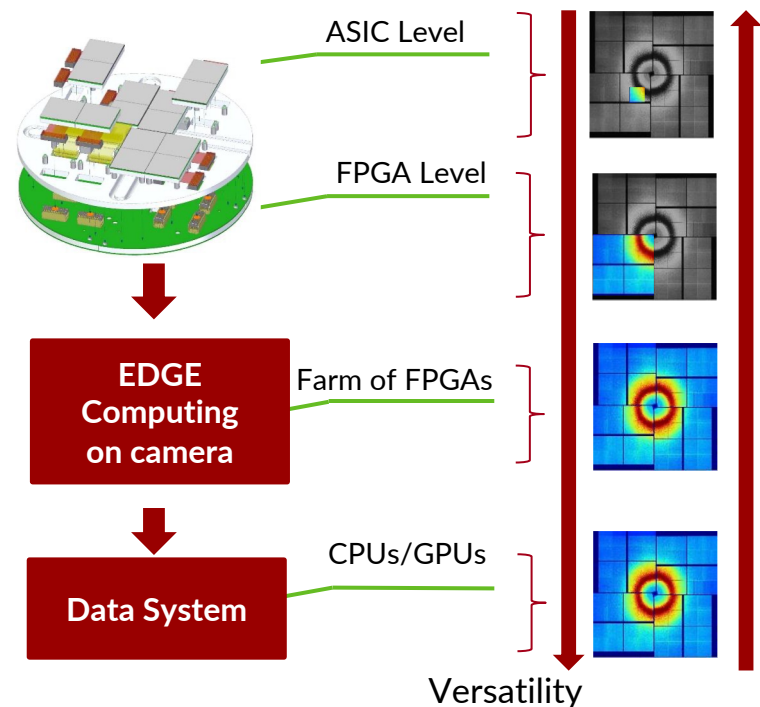 ASIC Level
FPGA Level
EDGE
Computing
on camera
Farm of FPGAs
CPUs/GPUs
Data System
Versatility